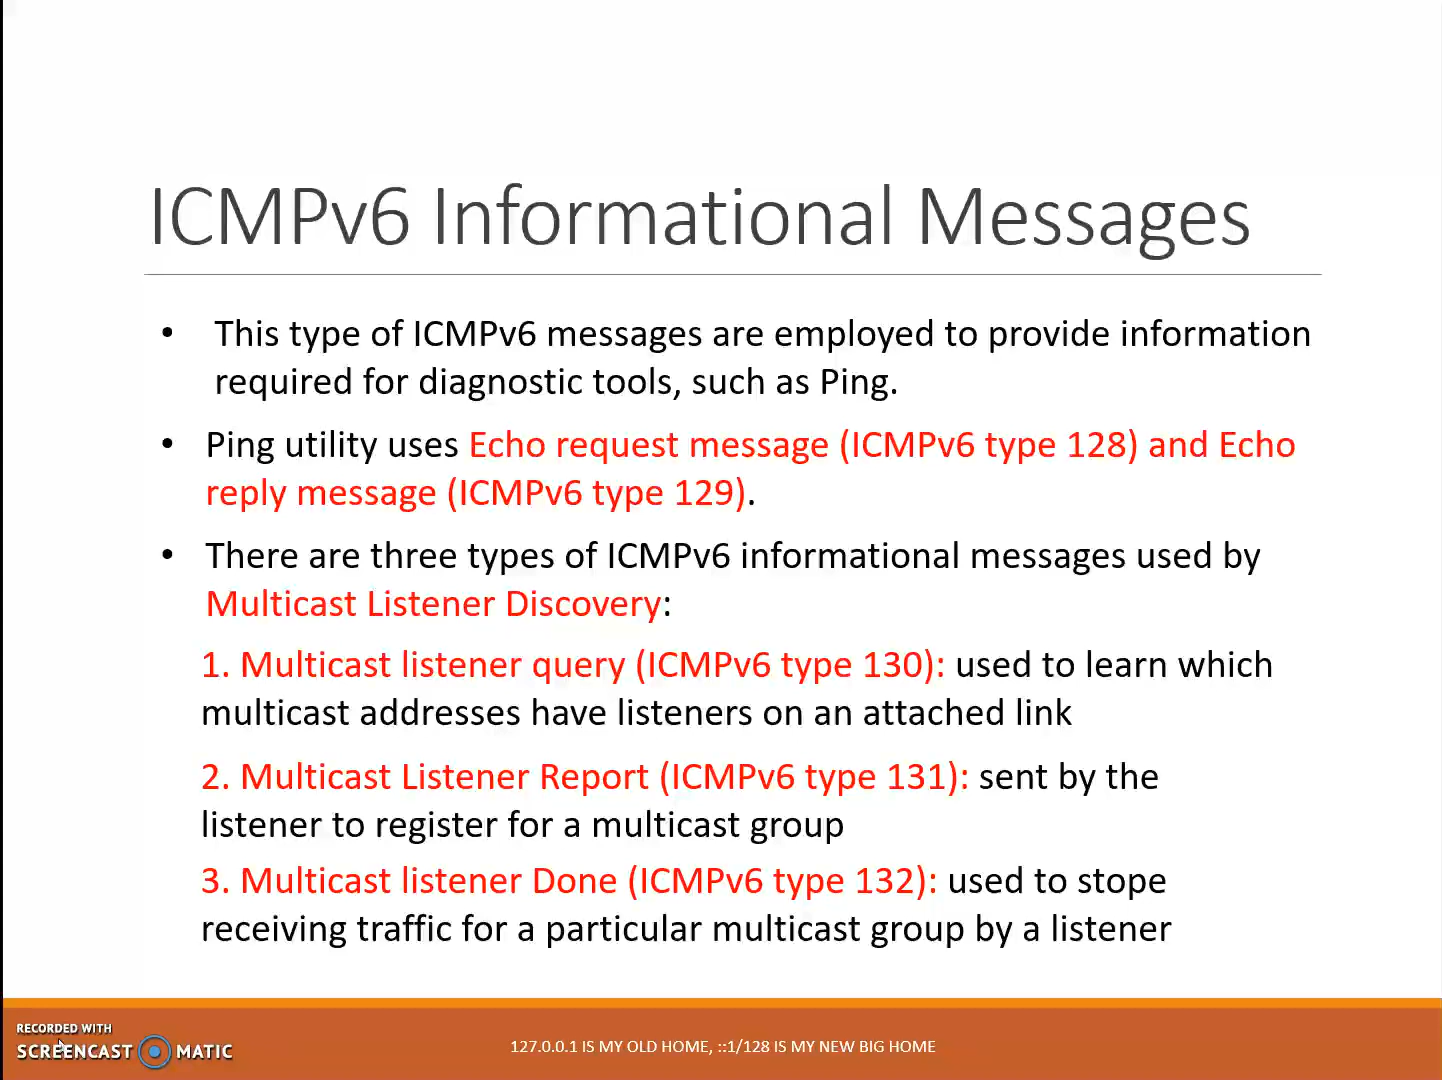 ICMPv6 Informational Messages
• This type of ICMPv6 messages are employed to provide information
required for diagnostic tools, such as Ping.
• Ping utility uses Echo request message (ICMPv6 type 128) and Echo
reply message (ICMPv6 type 129).
• There are three types of ICMPv6 informational messages used by
Multicast Listener Discovery:
1. Multicast listener query (ICMPv6 type 130): used to learn which
multicast addresses have listeners on an attached link
2. Multicast Listener Report (ICMPv6 type 131): sent by the
listener to register for a multicast group
3. Multicast listener Done (ICMPv6 type 132): used to stope
receiving traffic for a particular multicast group by a listener
RECORDED WITH
SCREENCAST MATIC
127.0.0.1 IS MY OLD HOME, ::1/128 IS MY NEW BIG HOME